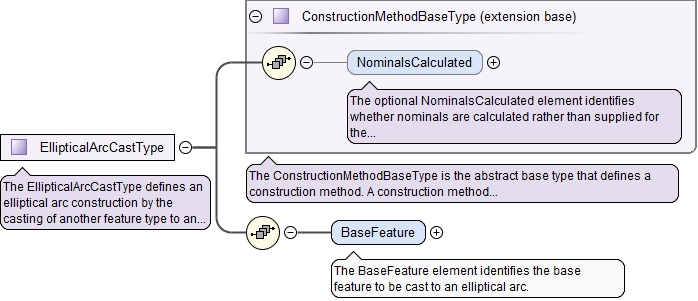 ConstructionMethodBaseType (extension base)
NominalsCalculated
The optional NominalsCalculated element identifies
whether nominals are calculated rather than supplied for
the...
EllipticalArcCastType
The EllipticalArcCastType defines an
elliptical arc construction by the
casting of another feature type to an...
The ConstructionMethodBaseType is the abstract base type that defines a
construction method. A construction method...
BaseFeature
The BaseFeature element identifies the base
feature to be cast to an elliptical arc.